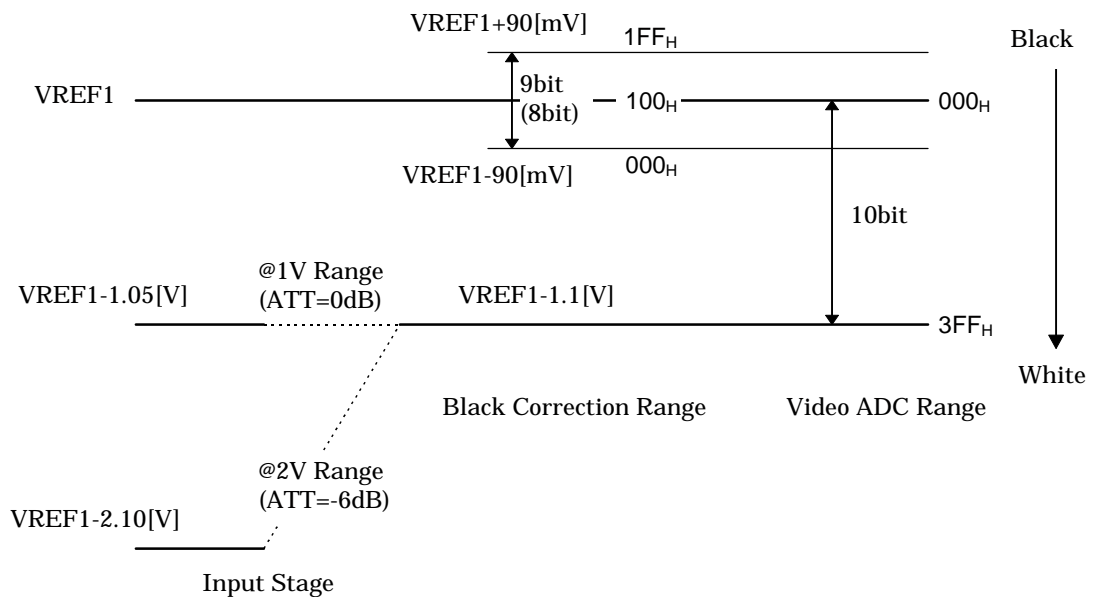 VREF1+90[mV]
1FFH
Black
9bit
(8bit)
VREF1
100H
000H
VREF1-90[mV]
000H
10bit
@1V Range
(ATT=0dB)
VREF1-1.05[V]
VREF1-1.1[V]
3FFH
White
Black Correction Range
Video ADC Range
@2V Range
(ATT=-6dB)
VREF1-2.10[V]
Input Stage